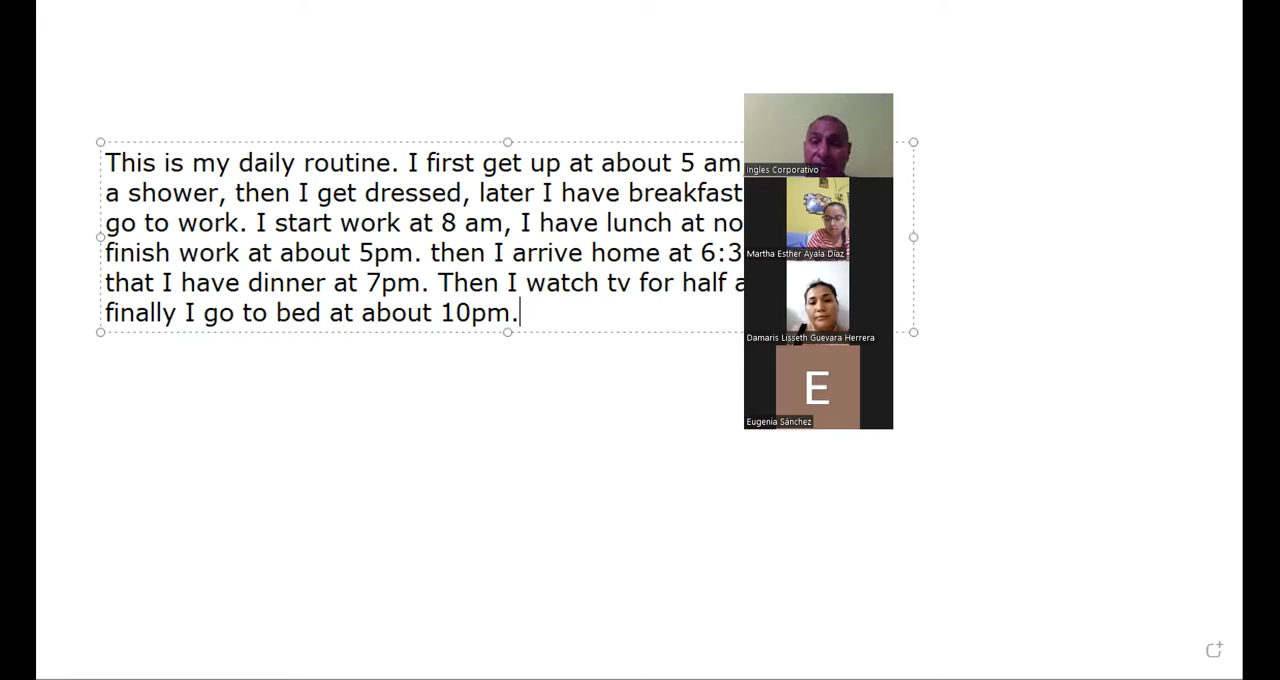 This is my daily routine. I first get up at about 5 am
a shower, then I get dressed, later I have breakfast
go to work. I start work at 8 am, I have lunch at
finish work at about 5pm. then I arrive home at
that I have dinner at 7pm. Then I watch tv for half
finally I go to bed at about 10pm.
Ingles Corporativo
Martha Esther Ayala Díaz
Damaris Lisseth Guevara Herrera
E
Eugenia Sánchez